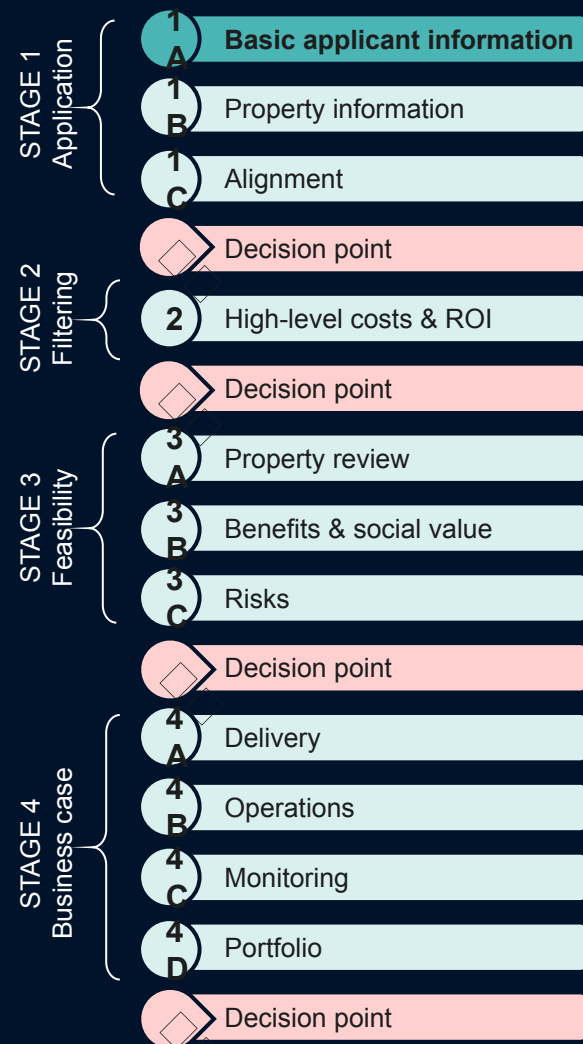 STAGE 1
Application
1
A
Basic applicant information
1
B
Property information
1
C
Alignment
Decision point
STAGE 2
Filtering
2
High-level costs & ROI
Decision point
STAGE 3
Feasibility
3
A
Property review
3
B
Benefits & social value
3
C
Risks
Decision point
STAGE 4
Business case
4
A
Delivery
4
B
Operations
4
C
Monitoring
4
D
Portfolio
Decision point